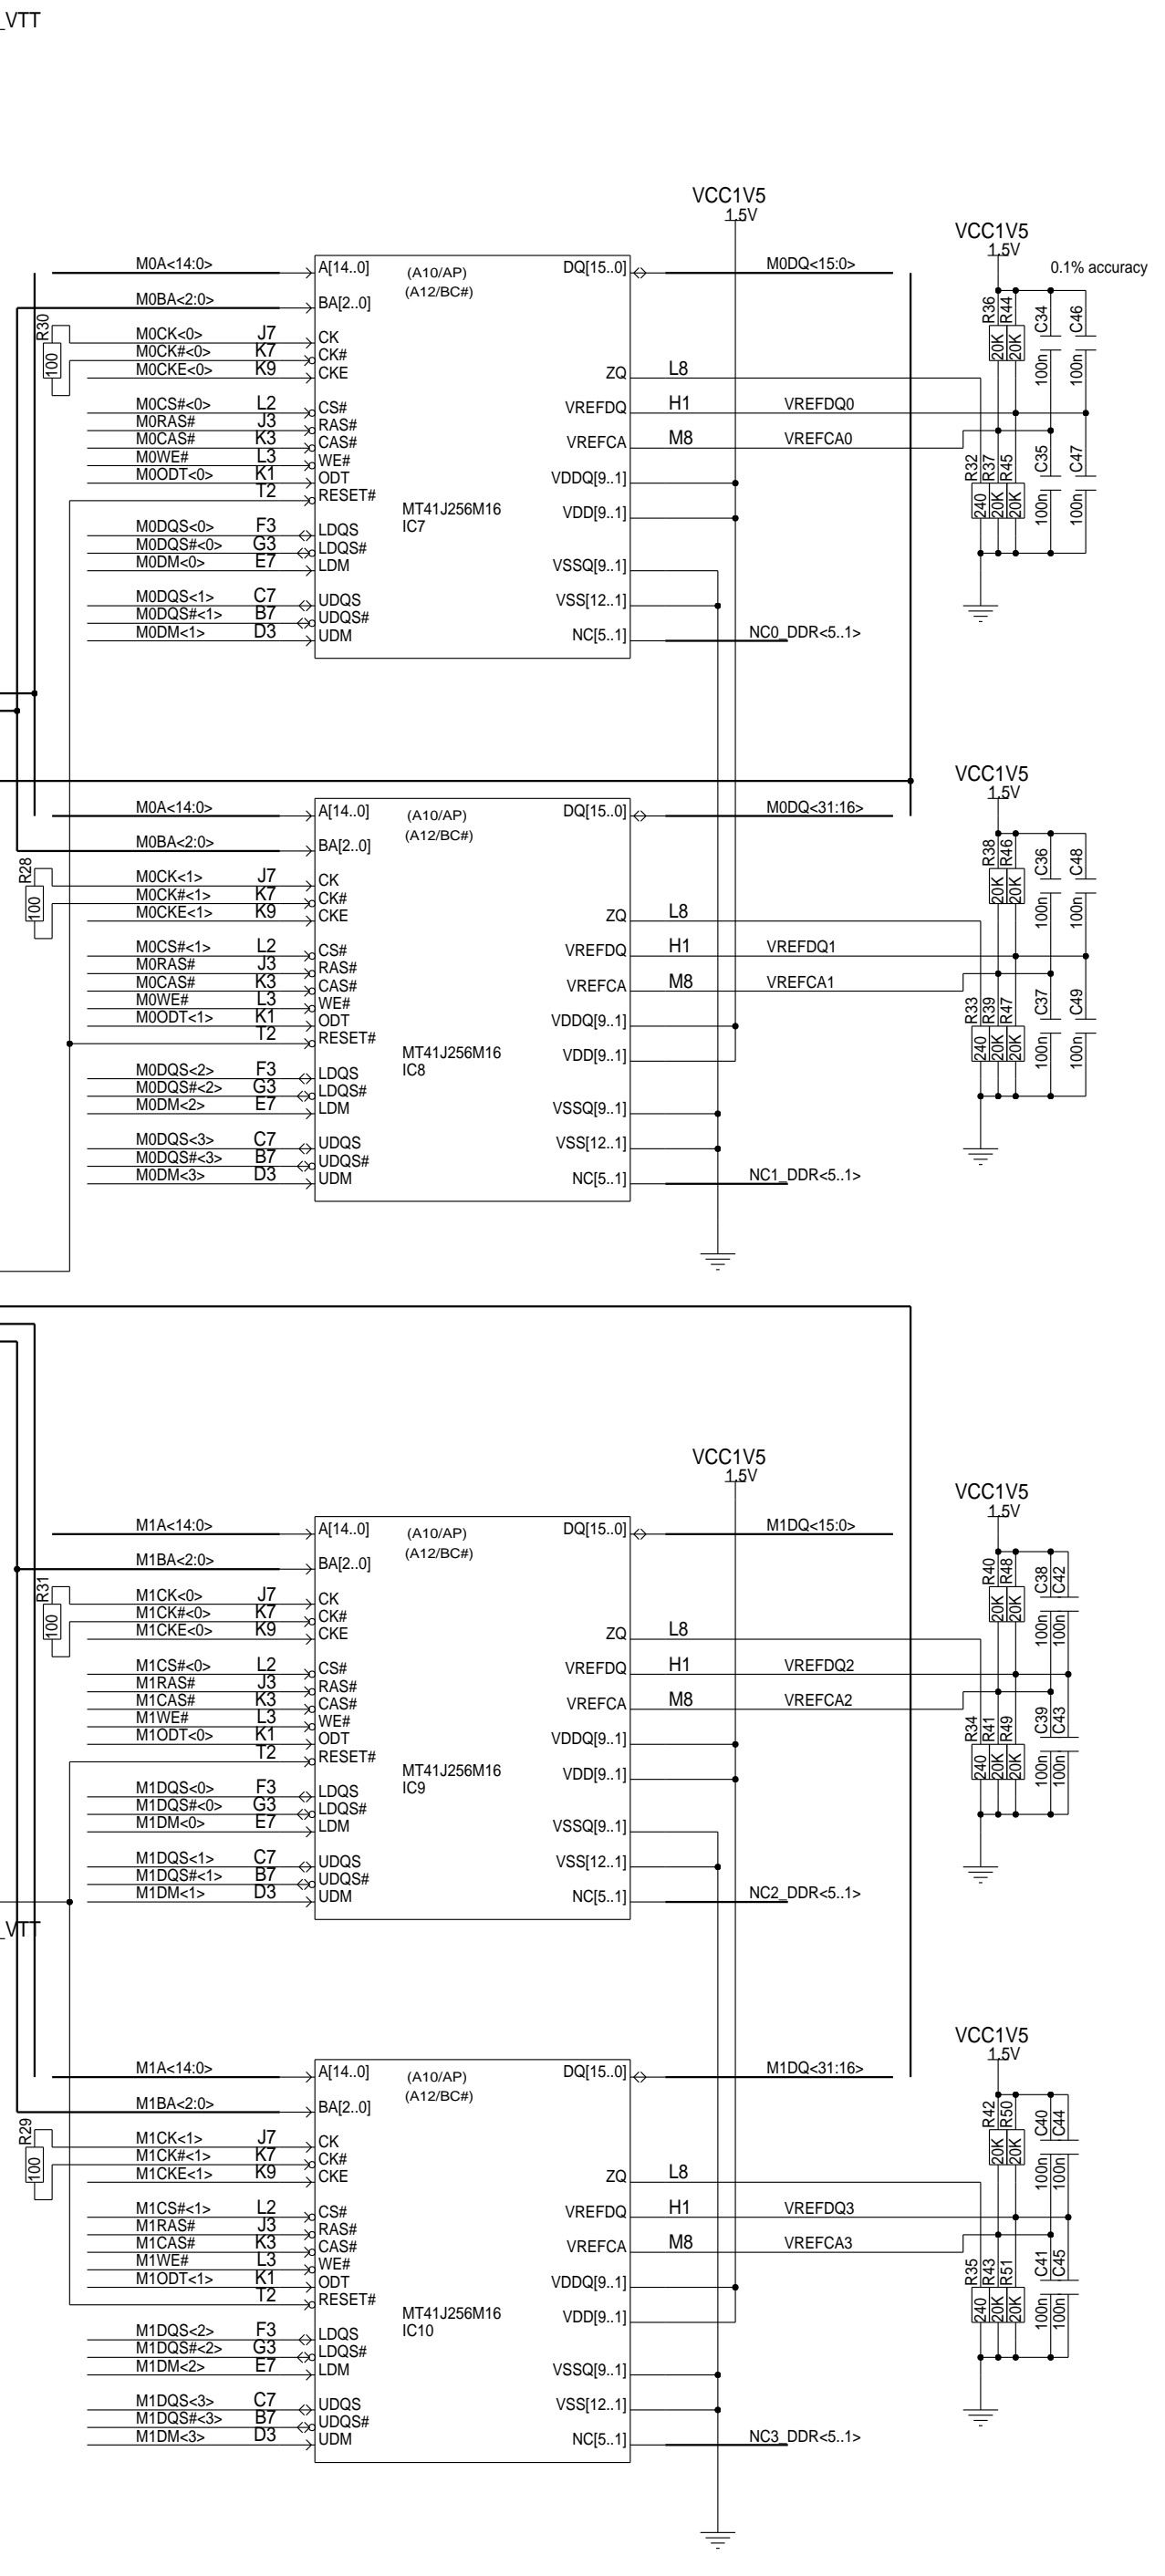 _VTT
VCC1V5
1.5V
VCC1V5
1.5V
0.1% accuracy
M0A<14:0>
A[14..0]
(A10/AP)
(A12/BC#)
DQ[15..0]
M0DQ<15:0>
M0BA<2:0>
BA[2..0]
R30
100
M0CK<0> J7 CK
M0CK#<0> K7 CK#
M0CKE<0> K9 CKE
ZQ L8
M0CS#<0> L2 CS#
VREFDQ H1 VREFDQ0
M0RAS# J3 RAS#
M0CAS# K3 CAS#
VREFCA M8 VREFCA0
M0WE# L3 WE#
M0ODT<0> K1 ODT
VDDQ[9..1]
T2 RESET#
MT41J256M16
IC7
VDD[9..1]
M0DQS<0> F3 LDQS
M0DQS#<0> G3 LDQS#
M0DM<0> E7 LDM
VSSQ[9..1]
M0DQS<1> C7 UDQS
VSS[12..1]
M0DQS#<1> B7 UDQS#
M0DM<1> D3 UDM
NC[5..1]
NC0_DDR<5..1>
R36 R44 C34 C46
20K 20K 100n 100n
R32 R37 R45 C35 C47
240 20K 20K 100n 100n
VCC1V5
1.5V
M0A<14:0>
A[14..0]
(A10/AP)
(A12/BC#)
DQ[15..0]
M0DQ<31:16>
M0BA<2:0>
BA[2..0]
R28
100
M0CK<1> J7 CK
M0CK#<1> K7 CK#
M0CKE<1> K9 CKE
ZQ L8
M0CS#<1> L2 CS#
VREFDQ H1 VREFDQ1
M0RAS# J3 RAS#
M0CAS# K3 CAS#
VREFCA M8 VREFCA1
M0WE# L3 WE#
M0ODT<1> K1 ODT
VDDQ[9..1]
T2 RESET#
MT41J256M16
IC8
VDD[9..1]
M0DQS<2> F3 LDQS
M0DQS#<2> G3 LDQS#
M0DM<2> E7 LDM
VSSQ[9..1]
M0DQS<3> C7 UDQS
VSS[12..1]
M0DQS#<3> B7 UDQS#
M0DM<3> D3 UDM
NC[5..1]
NC1_DDR<5..1>
R38 R46 C36 C48
20K 20K 100n 100n
R33 R39 R47 C37 C49
240 20K 20K 100n 100n
VCC1V5
1.5V
VCC1V5
1.5V
M1A<14:0>
A[14..0]
(A10/AP)
(A12/BC#)
DQ[15..0]
M1DQ<15:0>
M1BA<2:0>
BA[2..0]
R31
100
M1CK<0> J7 CK
M1CK#<0> K7 CK#
M1CKE<0> K9 CKE
ZQ L8
M1CS#<0> L2 CS#
VREFDQ H1 VREFDQ2
M1RAS# J3 RAS#
M1CAS# K3 CAS#
VREFCA M8 VREFCA2
M1WE# L3 WE#
M1ODT<0> K1 ODT
VDDQ[9..1]
T2 RESET#
MT41J256M16
IC9
VDD[9..1]
M1DQS<0> F3 LDQS
M1DQS#<0> G3 LDQS#
M1DM<0> E7 LDM
VSSQ[9..1]
M1DQS<1> C7 UDQS
VSS[12..1]
M1DQS#<1> B7 UDQS#
M1DM<1> D3 UDM
NC[5..1]
NC2_DDR<5..1>
R40 R48 C38 C42
20K 20K 100n 100n
R34 R41 R49 C39 C43
240 20K 20K 100n 100n
_VTT
VCC1V5
1.5V
M1A<14:0>
A[14..0]
(A10/AP)
(A12/BC#)
DQ[15..0]
M1DQ<31:16>
M1BA<2:0>
BA[2..0]
R29
100
M1CK<1> J7 CK
M1CK#<1> K7 CK#
M1CKE<1> K9 CKE
ZQ L8
M1CS#<1> L2 CS#
VREFDQ H1 VREFDQ3
M1RAS# J3 RAS#
M1CAS# K3 CAS#
VREFCA M8 VREFCA3
M1WE# L3 WE#
M1ODT<1> K1 ODT
VDDQ[9..1]
T2 RESET#
MT41J256M16
IC10
VDD[9..1]
M1DQS<2> F3 LDQS
M1DQS#<2> G3 LDQS#
M1DM<2> E7 LDM
VSSQ[9..1]
M1DQS<3> C7 UDQS
VSS[12..1]
M1DQS#<3> B7 UDQS#
M1DM<3> D3 UDM
NC[5..1]
NC3_DDR<5..1>
R42 R50 C40 C44
20K 20K 100n 100n
R35 R43 R51 C41 C45
240 20K 20K 100n 100n